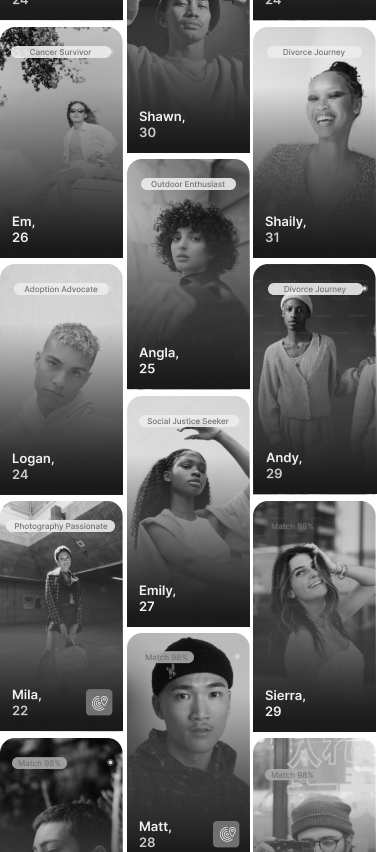 24
24
Cancer Survivor
Em,
26
Shawn,
30
Divorce Journey
Shaily,
31
Adoption Advocate
Logan,
24
Outdoor Enthusiast
Angla,
25
Divorce Journey
Andy,
29
Photography Passionate
Mila,
22
Social Justice Seeker
Emily,
27
Match 98%
Sierra,
29
Match 98%
Match 98%
Matt,
28
Match 98%